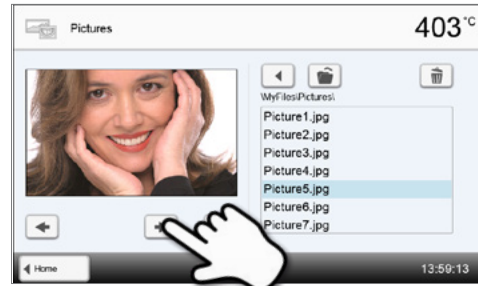 Pictures
403°C
MyFiles\Pictures\
Picture1.jpg
Picture2.jpg
Picture3.jpg
Picture4.jpg
Picture5.jpg
Picture6.jpg
Picture7.jpg
Home
13:59:13